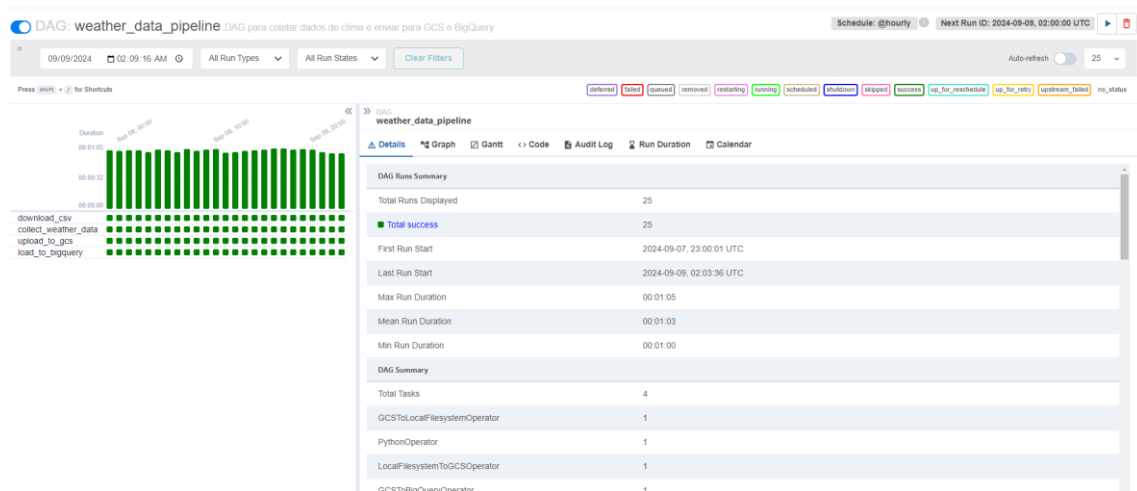 DAG: weather_data_pipeline DAG para coletar dados de clima e enviar para GCS e BigQuery
Schedule: @hourly
Next Run ID: 2024-09-09, 02:00:00 UTC
09/09/2024 02:09:16 AM
All Run Types
All Run States
Clear Filters
Auto-refresh
25
Press shift + / for Shortcuts
deferred failed queued removed restarting running scheduled shutdown skipped success up_for_reschedule up_for_retry upstream_failed no_status
Duration
Sep 08, 00:00
Sep 08, 10:00
Sep 08, 20:00
00:01:05
00:00:32
00:00:00
download_csv
collect_weather_data
upload_to_gcs
load_to_bigquery
DAG
weather_data_pipeline
Details Graph Gantt Code Audit Log Run Duration Calendar
DAG Runs Summary
Total Runs Displayed 25
Total success 25
First Run Start 2024-09-07, 23:00:01 UTC
Last Run Start 2024-09-09, 02:03:36 UTC
Max Run Duration 00:01:05
Mean Run Duration 00:01:03
Min Run Duration 00:01:00
DAG Summary
Total Tasks 4
GCSToLocalFilesystemOperator 1
PythonOperator 1
LocalFilesystemToGCSOperator 1
GCSToBigQueryOperator 1